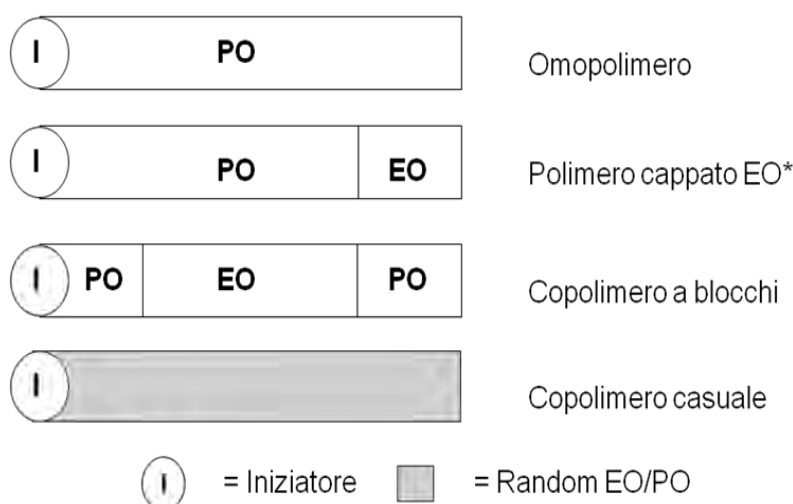 I PO Omopolimero
I PO EO Polimero cappato EO*
I PO EO PO Copolimero a blocchi
I Copolimero casuale
I = Iniziatore = Random EO/PO